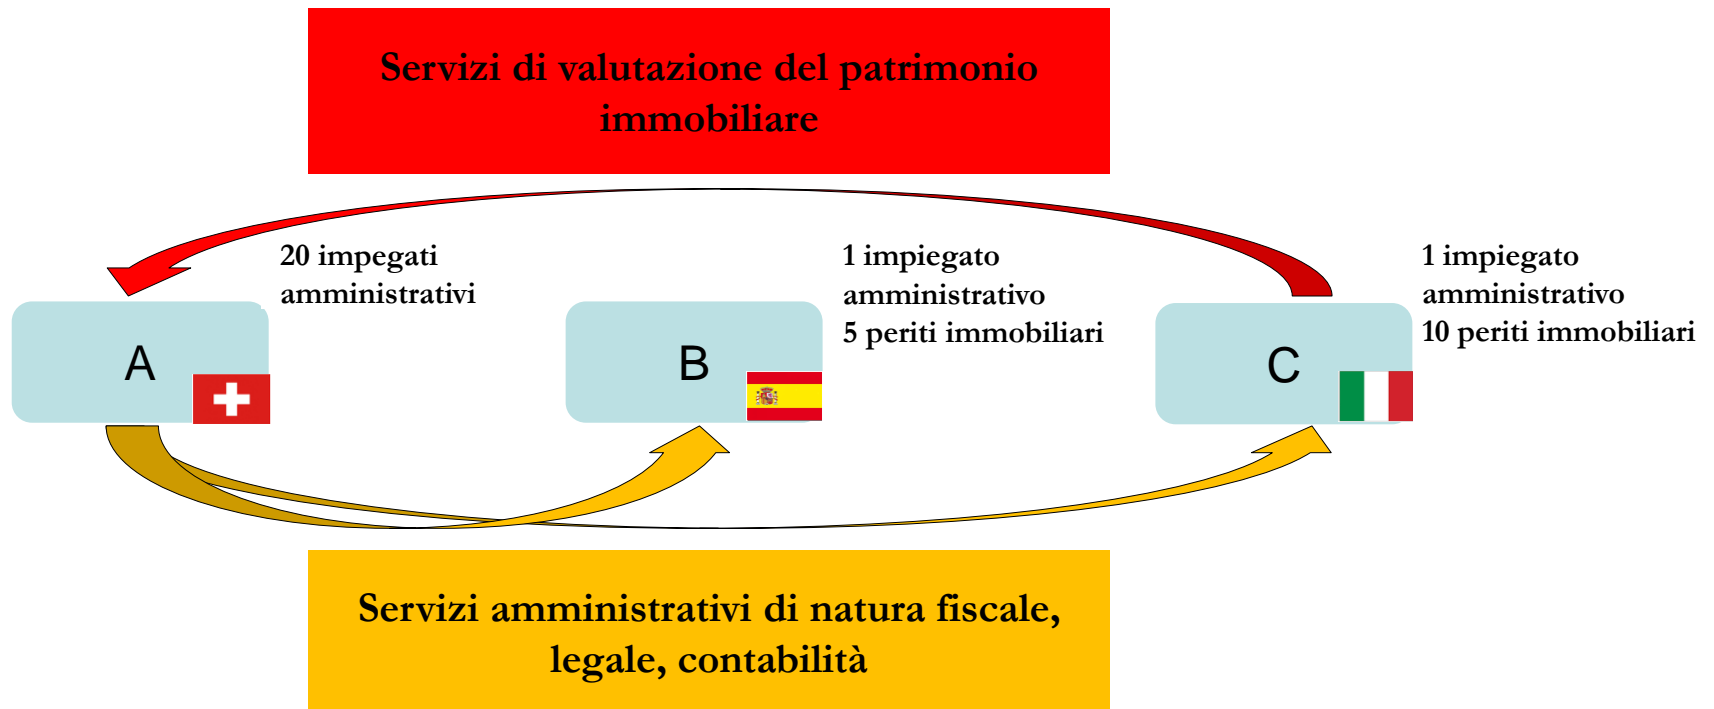 Servizi di valutazione del patrimonio
immobiliare
20 impegati
amministrativi
1 impiegato
amministrativo
5 periti immobiliari
1 impiegato
amministrativo
10 periti immobiliari
A
B
C
Servizi amministrativi di natura fiscale,
legale, contabilità